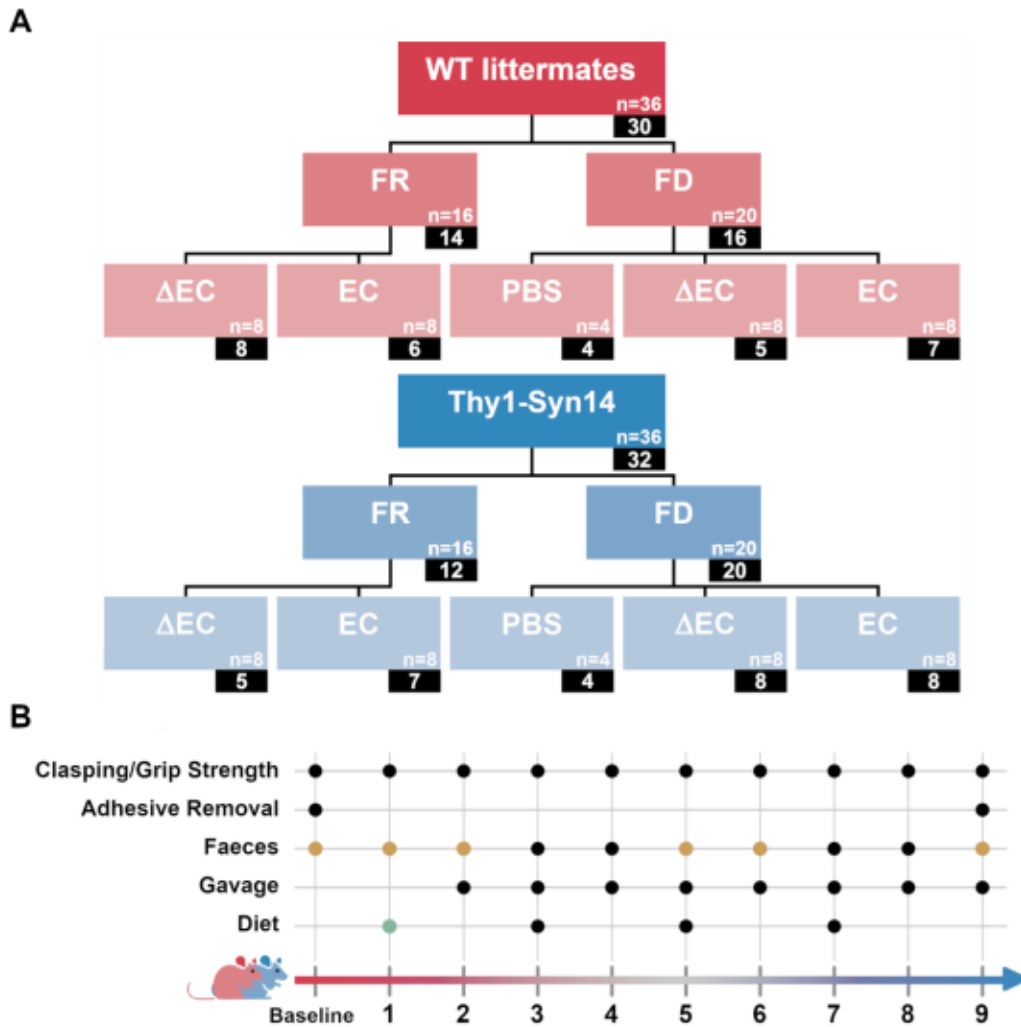 A
WT littermates
n=36
30
FR
n=16
14
FD
n=20
16
ΔEC
n=8
8
EC
n=8
6
PBS
n=4
4
ΔEC
n=8
5
EC
n=8
7
Thy1-Syn14
n=36
32
FR
n=16
12
FD
n=20
20
ΔEC
n=8
5
EC
n=8
7
PBS
n=4
4
ΔEC
n=8
8
EC
n=8
8
B
Clasping/Grip Strength
Adhesive Removal
Faeces
Gavage
Diet
Baseline 1 2 3 4 5 6 7 8 9